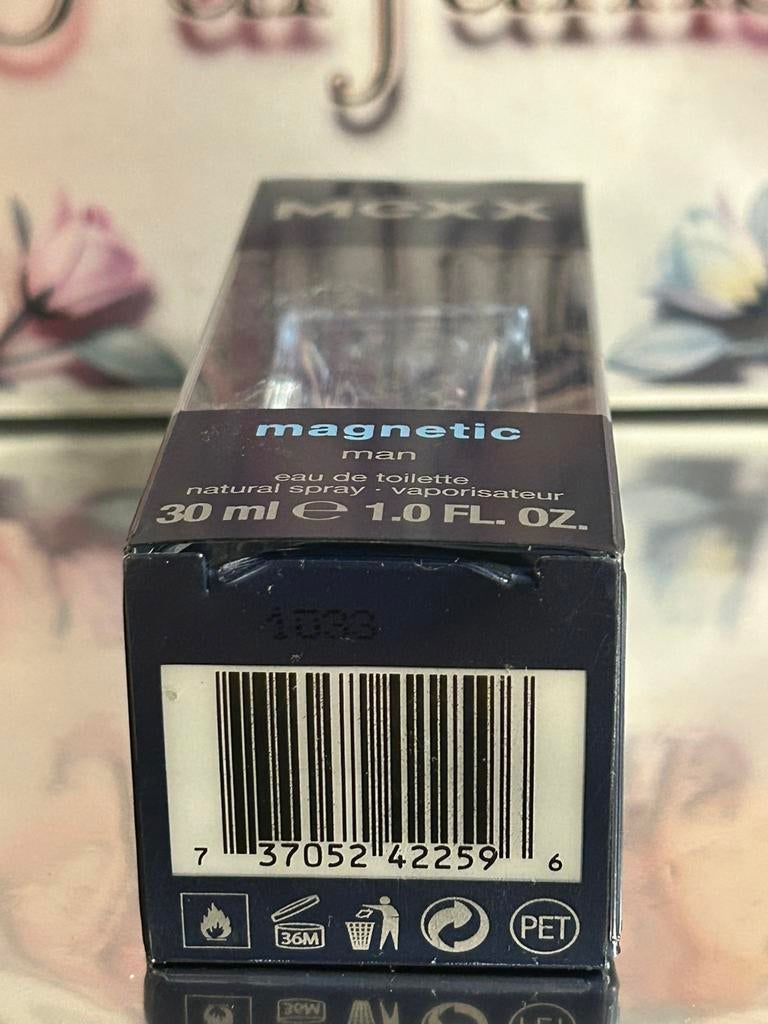 mexx
magnetic
man
eau de toilette
natural spray · vaporisateur
30 ml ℮ 1.0 FL. OZ.
1033
7 37052 42259 6
36M
PET